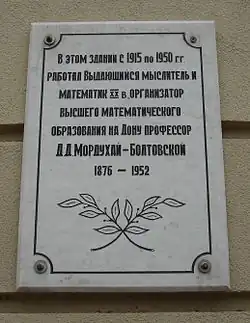 В этом здании с 1915 по 1950 гг
работал Выдающийся мыслитель и
математик XX в. организатор
высшего математического
образования на Дону профессор
Д.Д. Мордухай-Болтовской
1876 – 1952